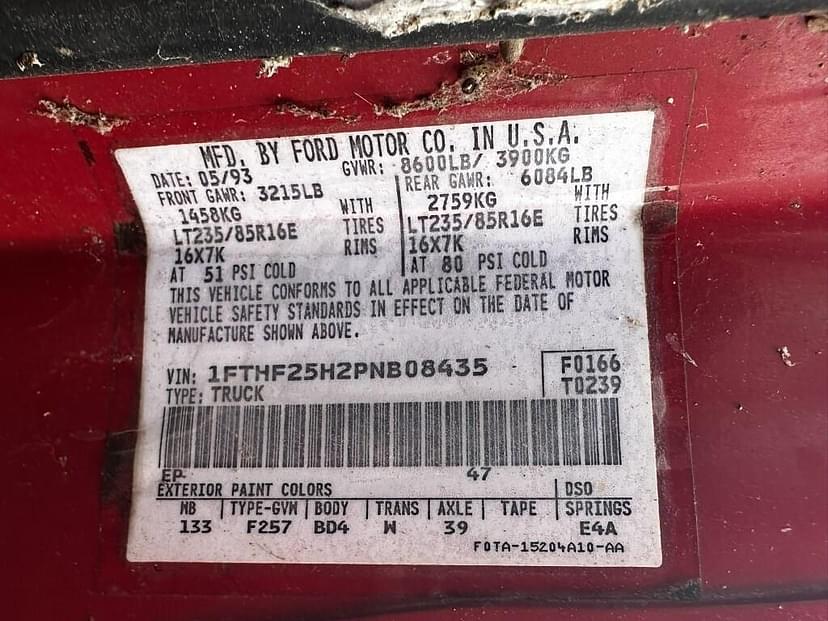 MFD. BY FORD MOTOR CO. IN U.S.A.
DATE: 05/93 GVWR: 8600LB/ 3900KG
FRONT GAWR: 3215LB REAR GAWR: 6084LB
1458KG WITH 2759KG WITH
LT235/85R16E TIRES LT235/85R16E TIRES
16X7K RIMS 16X7K RIMS
AT 51 PSI COLD AT 80 PSI COLD
THIS VEHICLE CONFORMS TO ALL APPLICABLE FEDERAL MOTOR
VEHICLE SAFETY STANDARDS IN EFFECT ON THE DATE OF
MANUFACTURE SHOWN ABOVE.
VIN: 1FTHF25H2PNB08435 F0166
TYPE: TRUCK T0239
EP- 47
EXTERIOR PAINT COLORS DSO
WB TYPE-GVW BODY TRANS AXLE TAPE SPRINGS
133 F257 BD4 W 39 E4A
F0TA-15204A10-AA